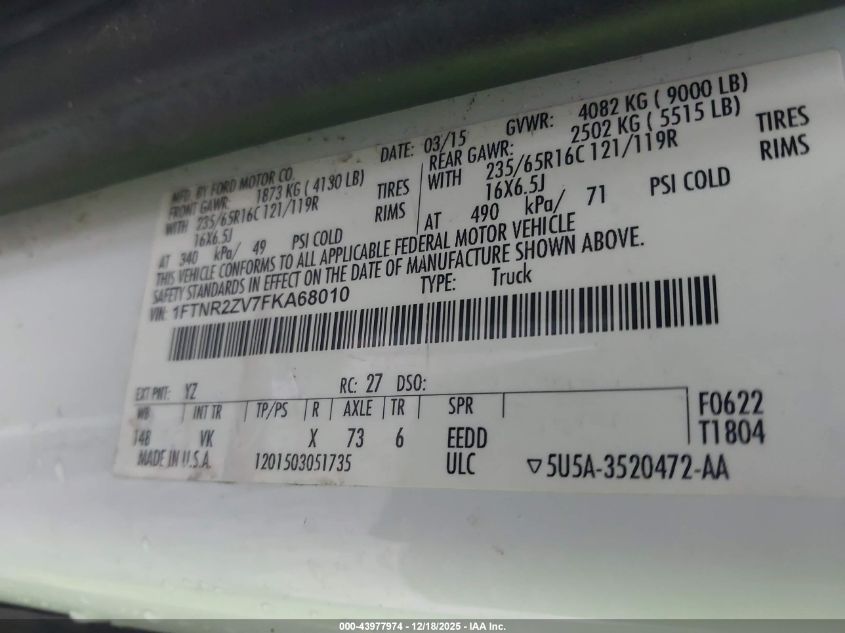 MFD. BY FORD MOTOR CO. DATE: 03/15 GVWR: 4082 KG ( 9000 LB)
FRONT GAWR: 1873 KG ( 4130 LB) REAR GAWR: 2502 KG ( 5515 LB)
WITH 235/65R16C 121/119R TIRES WITH 235/65R16C 121/119R TIRES
16X6.5J RIMS 16X6.5J RIMS
AT 340 kPa/ 49 PSI COLD AT 490 kPa/ 71 PSI COLD
THIS VEHICLE CONFORMS TO ALL APPLICABLE FEDERAL MOTOR VEHICLE
SAFETY STANDARDS IN EFFECT ON THE DATE OF MANUFACTURE SHOWN ABOVE.
VIN: 1FTNR2ZV7FKA68010 TYPE: Truck
EXT PNT: YZ RC: 27 DSO:
WB INT TR TP/PS R AXLE TR SPR F0622
148 VK X 73 6 EEDD T1804
MADE IN U.S.A. 1201503051735 ULC ▽5U5A-3520472-AA
000-43977974 - 12/18/2025 - IAA Inc.